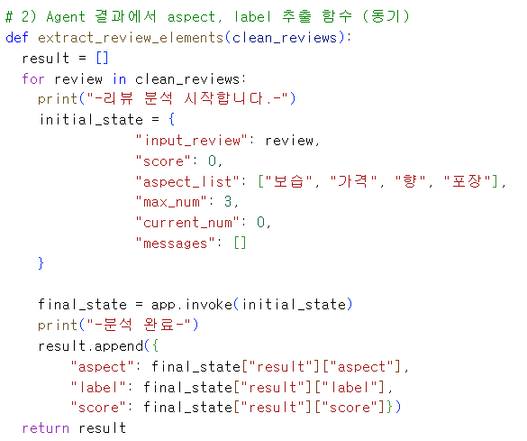 # 2) Agent 결과에서 aspect, label 추출 함수 (동기)
def extract_review_elements(clean_reviews):
  result = []
  for review in clean_reviews:
    print("-리뷰 분석 시작합니다.-")
    initial_state = {
                "input_review": review,
                "score": 0,
                "aspect_list": ["보습", "가격", "향", "포장"],
                "max_num": 3,
                "current_num": 0,
                "messages": []
    }

    final_state = app.invoke(initial_state)
    print("-분석 완료-")
    result.append({
        "aspect": final_state["result"]["aspect"],
        "label": final_state["result"]["label"],
        "score": final_state["result"]["score"]})
  return result